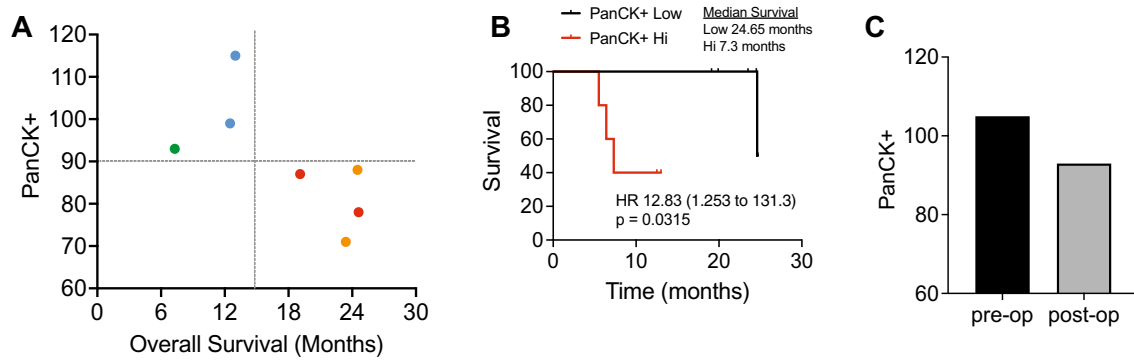 A
120
110
100
90
80
70
60
PanCK+
0
6
12
18
24
30
Overall Survival (Months)
B
PanCK+ Low
PanCK+ Hi
Median Survival
Low 24.65 months
Hi 7.3 months
100
80
60
40
20
0
Survival
HR 12.83 (1.253 to 131.3)
p = 0.0315
0
10
20
30
Time (months)
C
120
100
80
60
PanCK+
pre-op
post-op